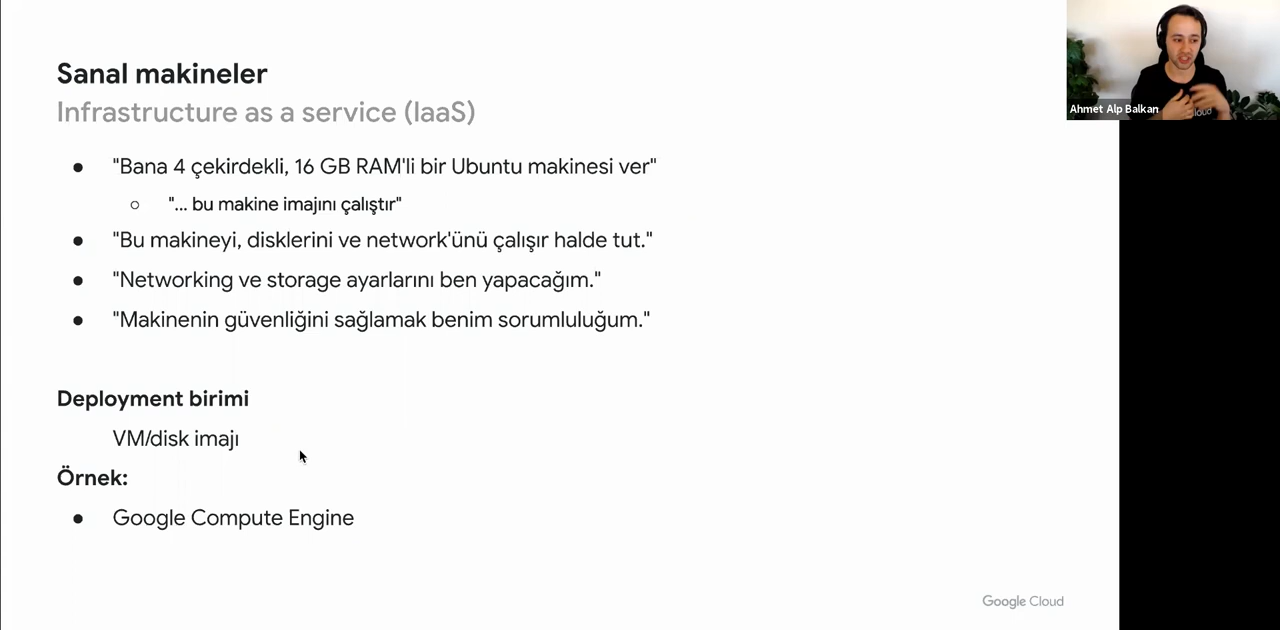 Sanal makineler
Infrastructure as a service (IaaS)
● "Bana 4 çekirdekli, 16 GB RAM'li bir Ubuntu makinesi ver"
○ "... bu makine imajını çalıştır"
● "Bu makineyi, disklerini ve network'ünü çalışır halde tut."
● "Networking ve storage ayarlarını ben yapacağım."
● "Makinenin güvenliğini sağlamak benim sorumluluğum."
Deployment birimi
VM/disk imajı
Örnek:
● Google Compute Engine
Google Cloud
Ahmet Alp Balkan
loud